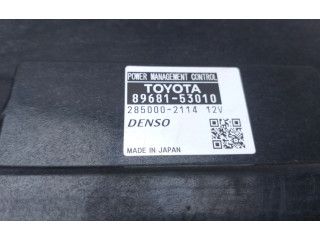 POWER MANAGEMENT CONTROL
TOYOTA
89681-53010
285000-2114 12V
DENSO
MADE IN JAPAN